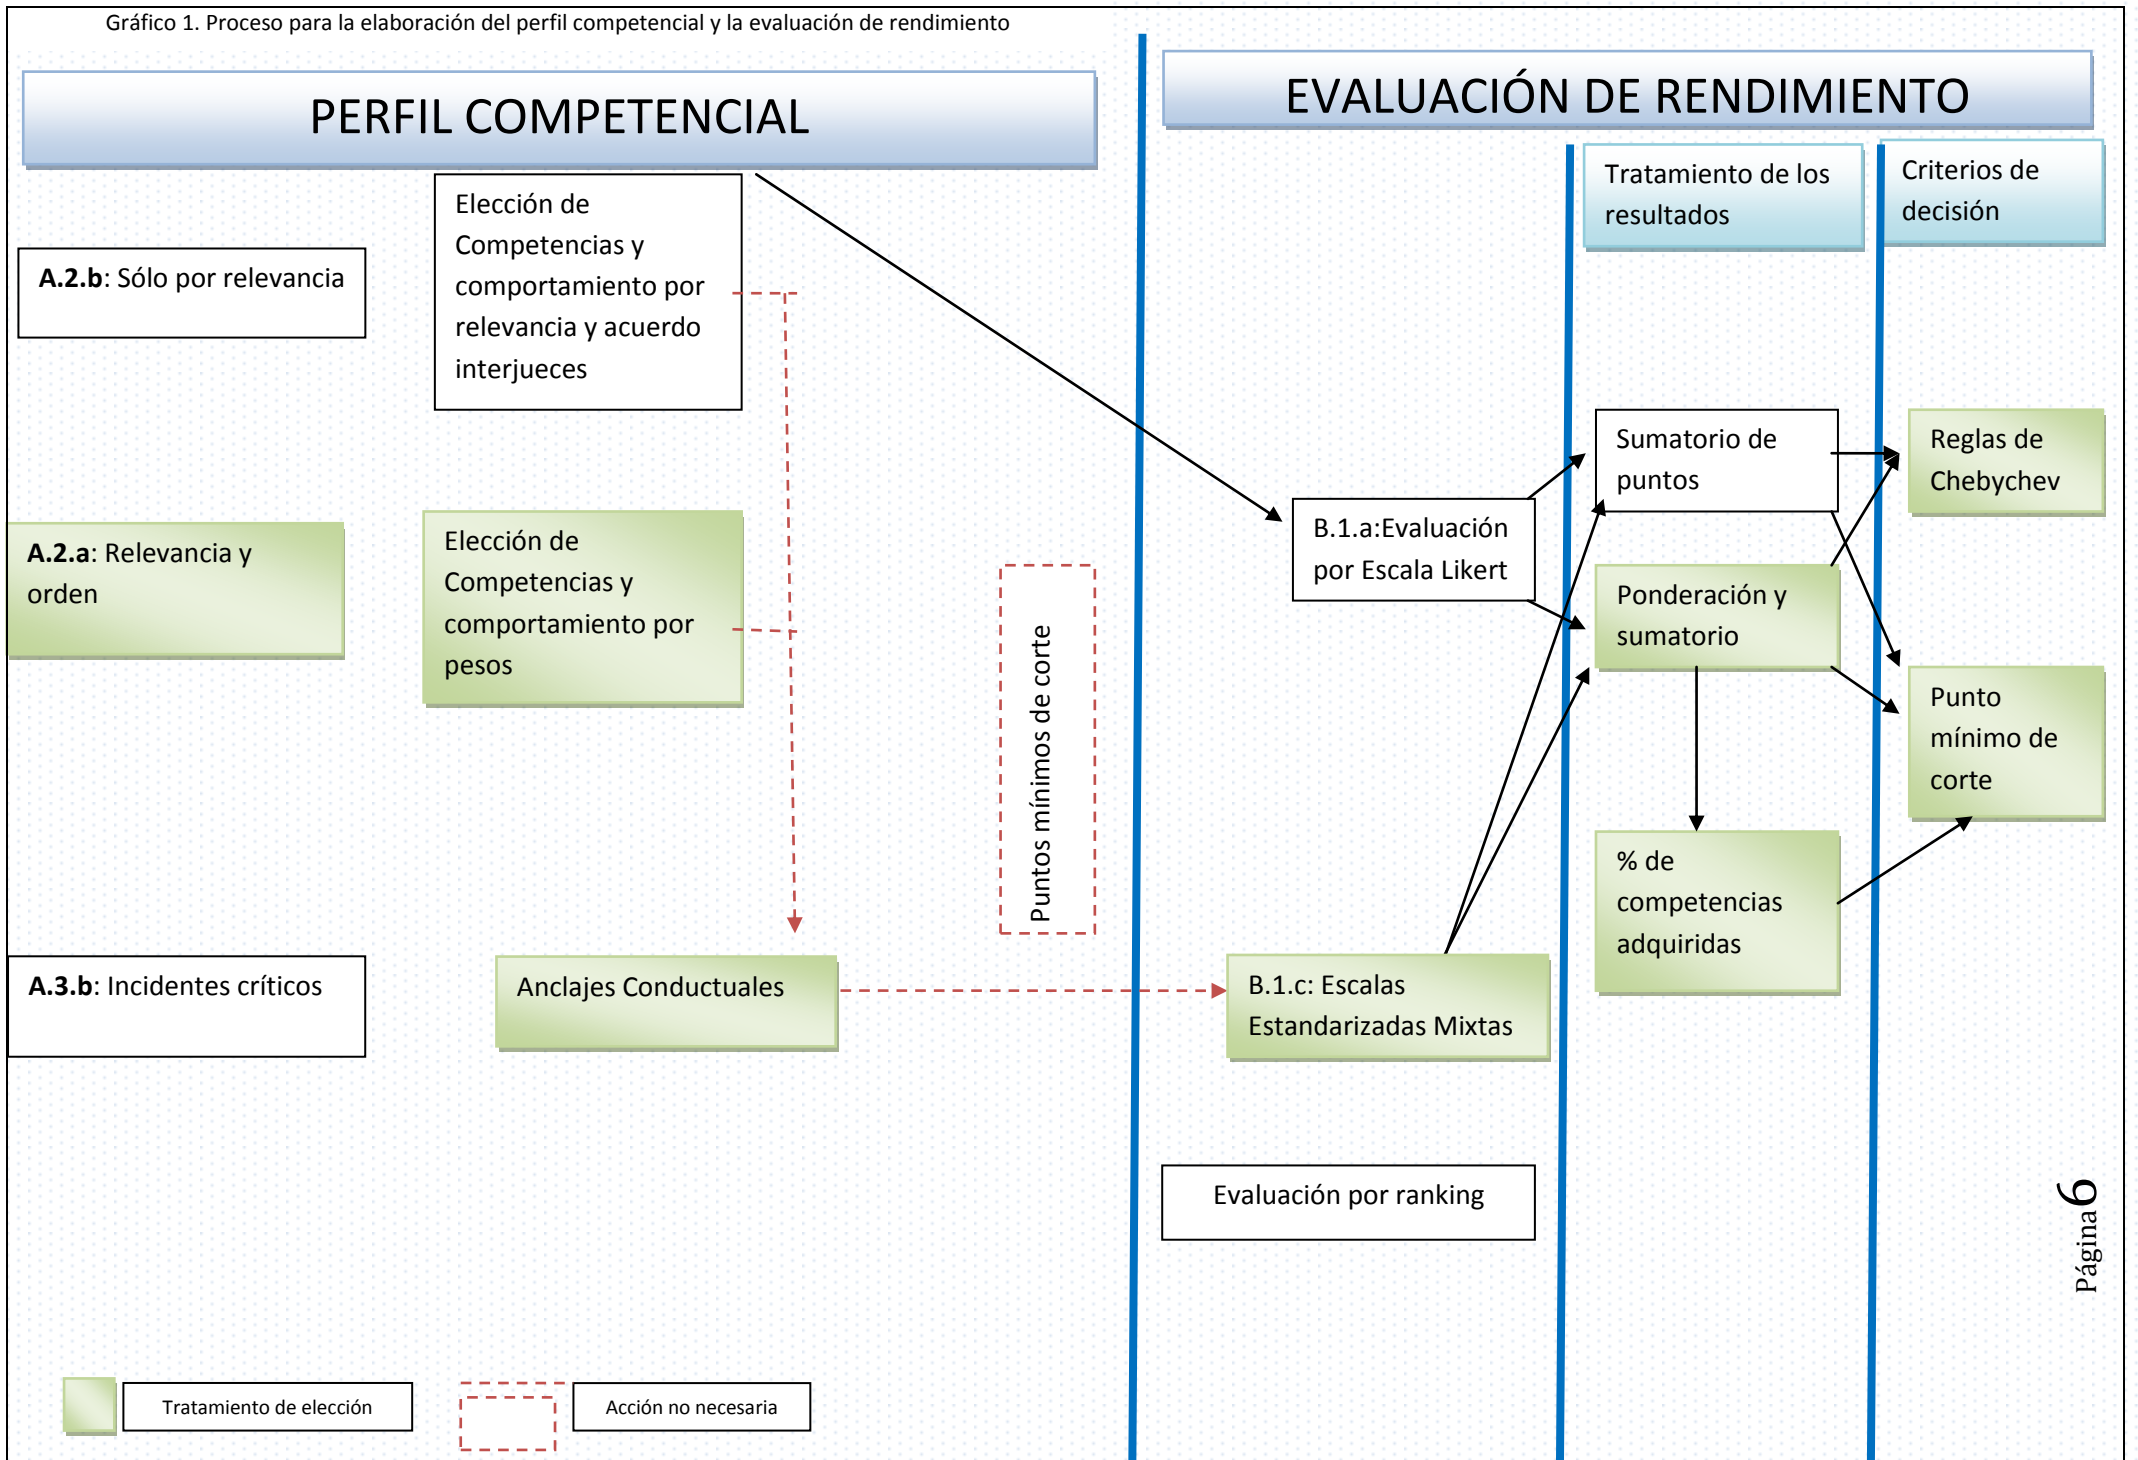 Gráfico 1. Proceso para la elaboración del perfil competencial y la evaluación de rendimiento
PERFIL COMPETENCIAL
EVALUACIÓN DE RENDIMIENTO
Tratamiento de los
resultados
Criterios de
decisión
A.2.b: Sólo por relevancia
Elección de
Competencias y
comportamiento por
relevancia y acuerdo
interjueces
A.2.a: Relevancia y
orden
Elección de
Competencias y
comportamiento por
pesos
Puntos mínimos de corte
A.3.b: Incidentes críticos
Anclajes Conductuales
B.1.a:Evaluación
por Escala Likert
B.1.c: Escalas
Estandarizadas Mixtas
Evaluación por ranking
Sumatorio de
puntos
Ponderación y
sumatorio
% de
competencias
adquiridas
Reglas de
Chebychev
Punto
mínimo de
corte
Tratamiento de elección
Acción no necesaria
Página 9